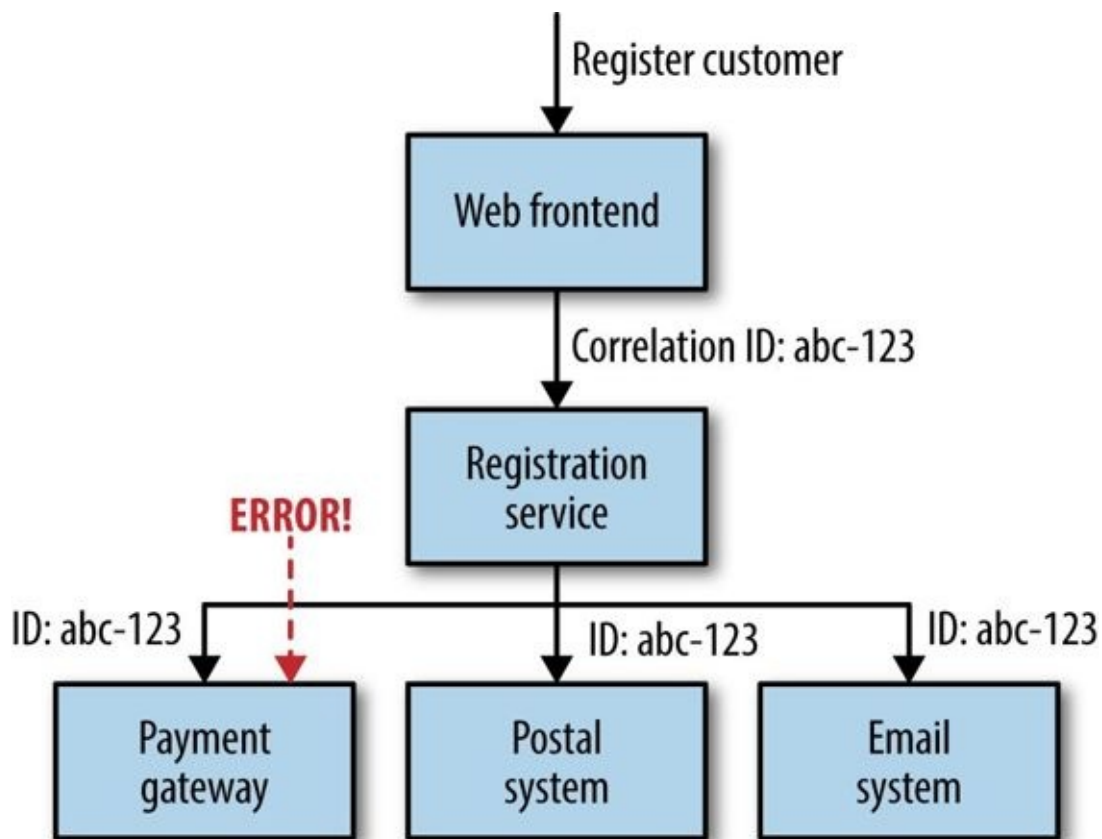 Register customer
Web frontend
Correlation ID: abc-123
Registration
service
ERROR!
ID: abc-123
ID: abc-123
ID: abc-123
Payment
gateway
Postal
system
Email
system